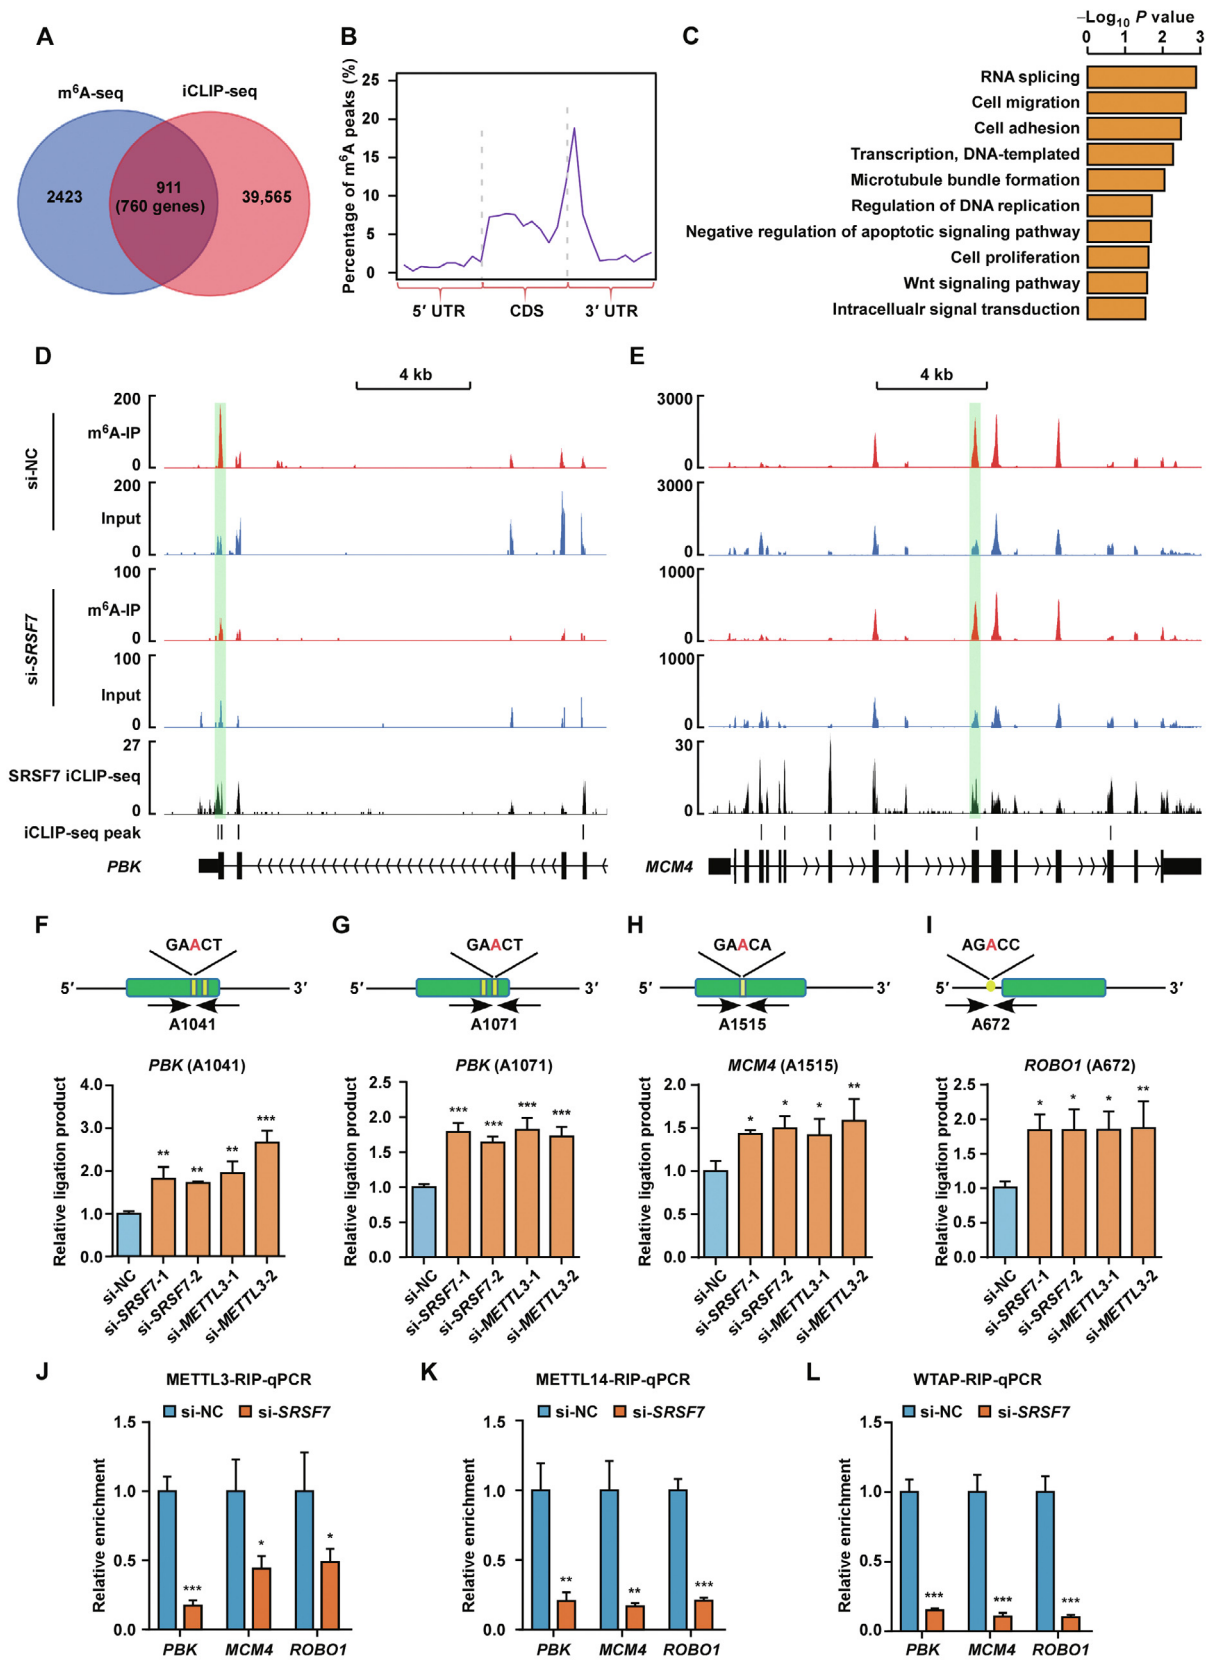 A
m⁶A-seq
iCLIP-seq
2423
911
(760 genes)
39,565
B
Percentage of m⁶A peaks (%)
25
20
15
10
5
0
5′ UTR
CDS
3′ UTR
C
–Log₁₀ P value
0 1 2 3
RNA splicing
Cell migration
Cell adhesion
Transcription, DNA-templated
Microtubule bundle formation
Regulation of DNA replication
Negative regulation of apoptotic signaling pathway
Cell proliferation
Wnt signaling pathway
Intracellualr signal transduction
D
4 kb
si-NC
200
m⁶A-IP
0
200
Input
0
si-SRSF7
100
m⁶A-IP
0
100
Input
0
27
SRSF7 iCLIP-seq
0
iCLIP-seq peak
PBK
E
4 kb
3000
0
3000
0
1000
0
1000
0
30
0
MCM4
F
GAACT
5′ 3′
A1041
PBK (A1041)
Relative ligation product
4.0
3.0
2.0
1.0
0.0
** ** ** ***
si-NC
si-SRSF7-1
si-SRSF7-2
si-METTL3-1
si-METTL3-2
G
GAACT
5′ 3′
A1071
PBK (A1071)
Relative ligation product
2.5
2.0
1.5
1.0
0.5
0.0
*** *** *** ***
si-NC
si-SRSF7-1
si-SRSF7-2
si-METTL3-1
si-METTL3-2
H
GAACA
5′ 3′
A1515
MCM4 (A1515)
Relative ligation product
2.0
1.5
1.0
0.5
0.0
* * * **
si-NC
si-SRSF7-1
si-SRSF7-2
si-METTL3-1
si-METTL3-2
I
AGACC
5′ 3′
A672
ROBO1 (A672)
Relative ligation product
2.5
2.0
1.5
1.0
0.5
0.0
* * * **
si-NC
si-SRSF7-1
si-SRSF7-2
si-METTL3-1
si-METTL3-2
J
METTL3-RIP-qPCR
si-NC si-SRSF7
Relative enrichment
1.5
1.0
0.5
0.0
*** * *
PBK MCM4 ROBO1
K
METTL14-RIP-qPCR
si-NC si-SRSF7
Relative enrichment
1.5
1.0
0.5
0.0
** ** ***
PBK MCM4 ROBO1
L
WTAP-RIP-qPCR
si-NC si-SRSF7
Relative enrichment
1.5
1.0
0.5
0.0
*** *** ***
PBK MCM4 ROBO1